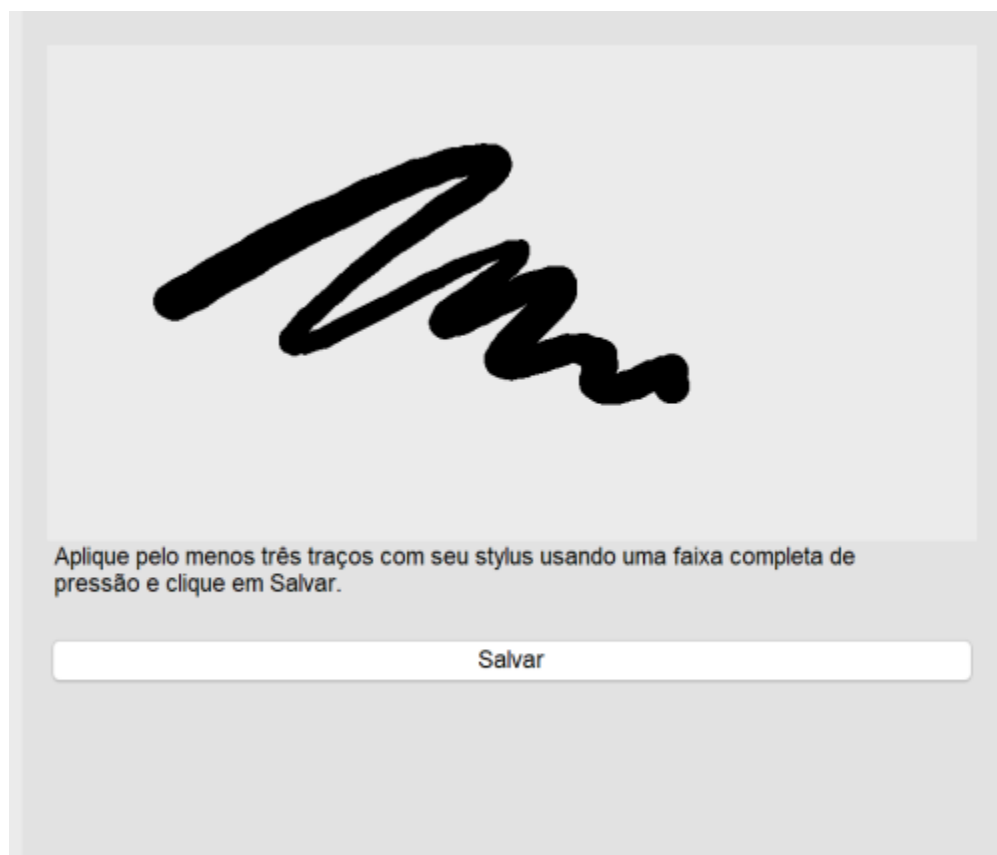 Aplique pelo menos três traços com seu stylus usando uma faixa completa de
pressão e clique em Salvar.
Salvar